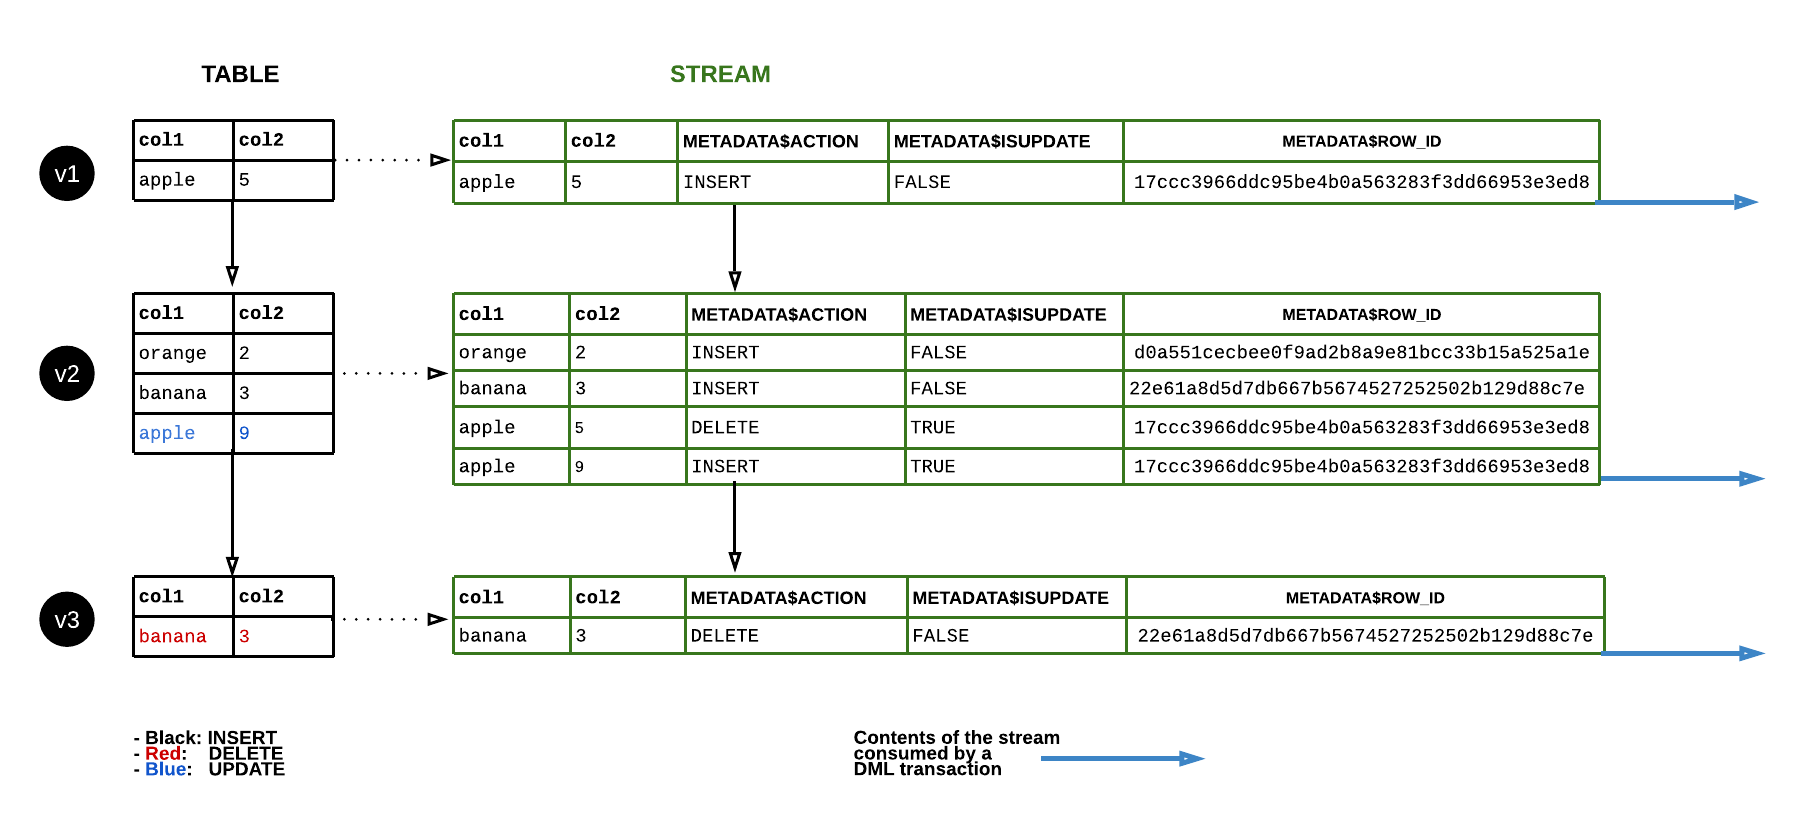 TABLE STREAM
v1
col1 col2
apple 5
col1 col2 METADATA$ACTION METADATA$ISUPDATE METADATA$ROW_ID
apple 5 INSERT FALSE 17ccc3966ddc95be4b0a563283f3dd66953e3ed8
v2
col1 col2
orange 2
banana 3
apple 9
col1 col2 METADATA$ACTION METADATA$ISUPDATE METADATA$ROW_ID
orange 2 INSERT FALSE d0a551cecbee0f9ad2b8a9e81bcc33b15a525a1e
banana 3 INSERT FALSE 22e61a8d5d7db667b5674527252502b129d88c7e
apple 5 DELETE TRUE 17ccc3966ddc95be4b0a563283f3dd66953e3ed8
apple 9 INSERT TRUE 17ccc3966ddc95be4b0a563283f3dd66953e3ed8
v3
col1 col2
banana 3
col1 col2 METADATA$ACTION METADATA$ISUPDATE METADATA$ROW_ID
banana 3 DELETE FALSE 22e61a8d5d7db667b5674527252502b129d88c7e
- Black: INSERT
- Red: DELETE
- Blue: UPDATE
Contents of the stream
consumed by a
DML transaction